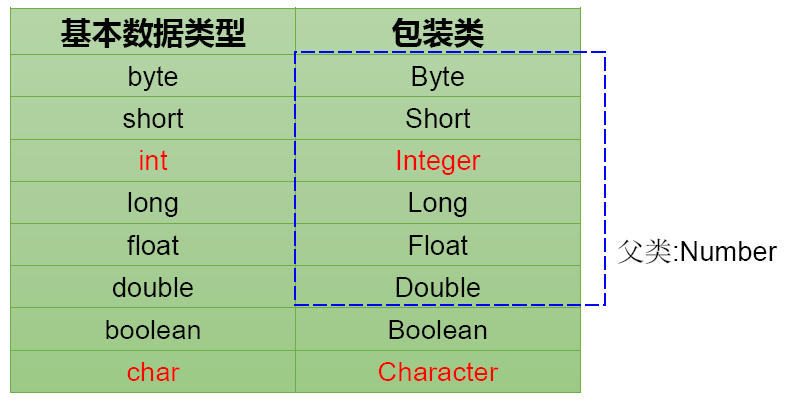 基本数据类型 包装类
byte Byte
short Short
int Integer
long Long
float Float
double Double
boolean Boolean
char Character
父类:Number